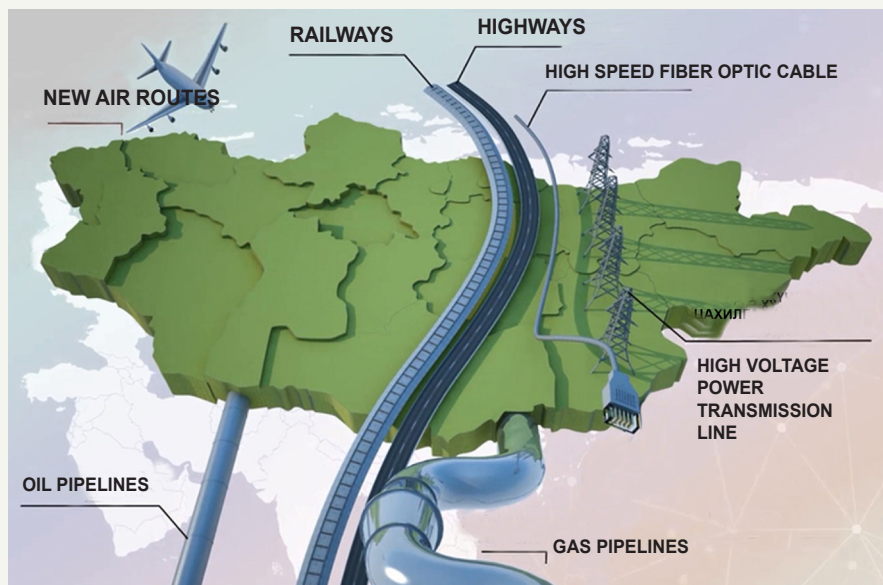 RAILWAYS
HIGHWAYS
HIGH SPEED FIBER OPTIC CABLE
NEW AIR ROUTES
HIGH VOLTAGE
POWER
TRANSMISSION
LINE
OIL PIPELINES
GAS PIPELINES